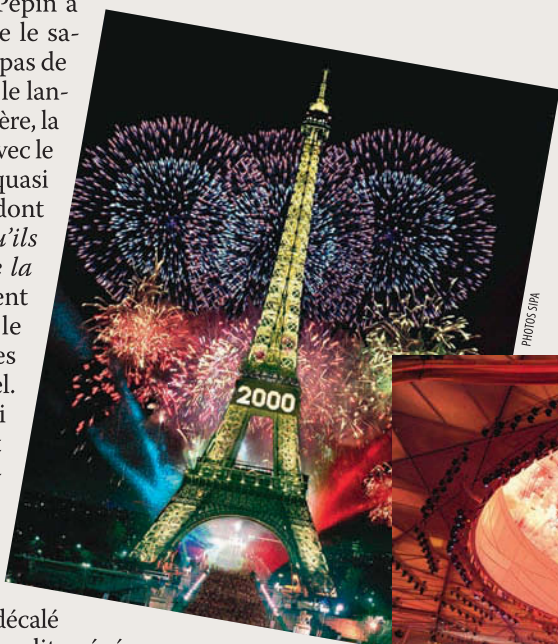 Pépin a
e le sa-
pas de
le lan-
ère, la
vec le
quasi
dont
u’ils
e la
ent
le
es
el.
i
décalé
PHOTOS SIPA
2000